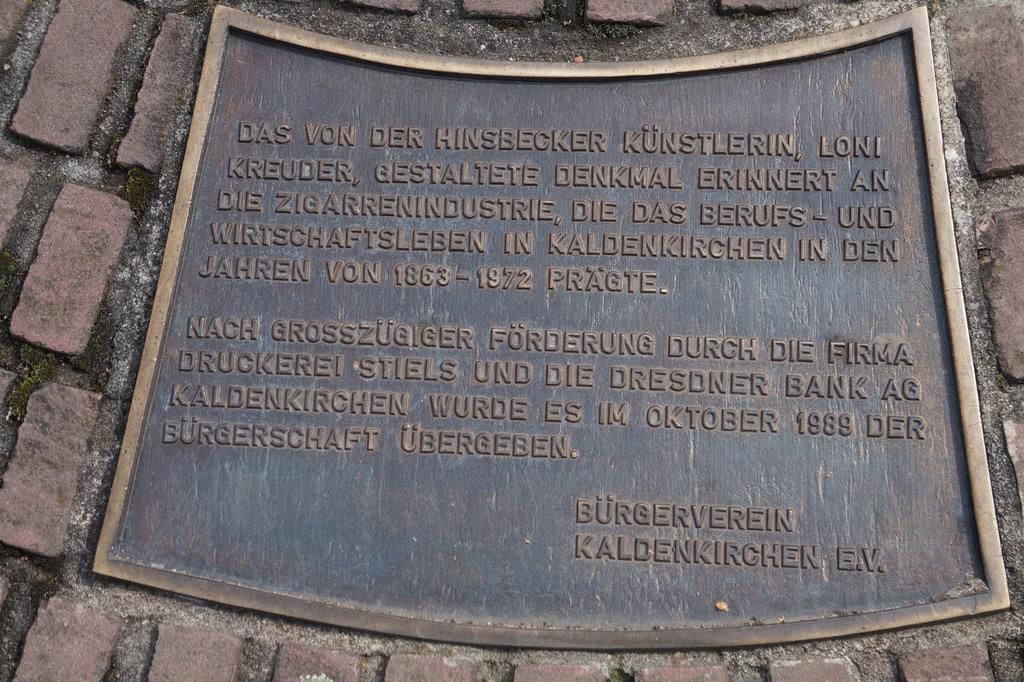 DAS VON DER HINSBECKER KÜNSTLERIN, LONI
KREUDER, GESTALTETE DENKMAL ERINNERT AN
DIE ZIGARRENINDUSTRIE, DIE DAS BERUFS- UND
WIRTSCHAFTSLEBEN IN KALDENKIRCHEN IN DEN
JAHREN VON 1863-1972 PRÄGTE.
NACH GROSSZÜGIGER FÖRDERUNG DURCH DIE FIRMA
DRUCKEREI STIELS UND DIE DRESDNER BANK AG
KALDENKIRCHEN WURDE ES IM OKTOBER 1989 DER
BÜRGERSCHAFT ÜBERGEBEN.
BÜRGERVEREIN
KALDENKIRCHEN E.V.